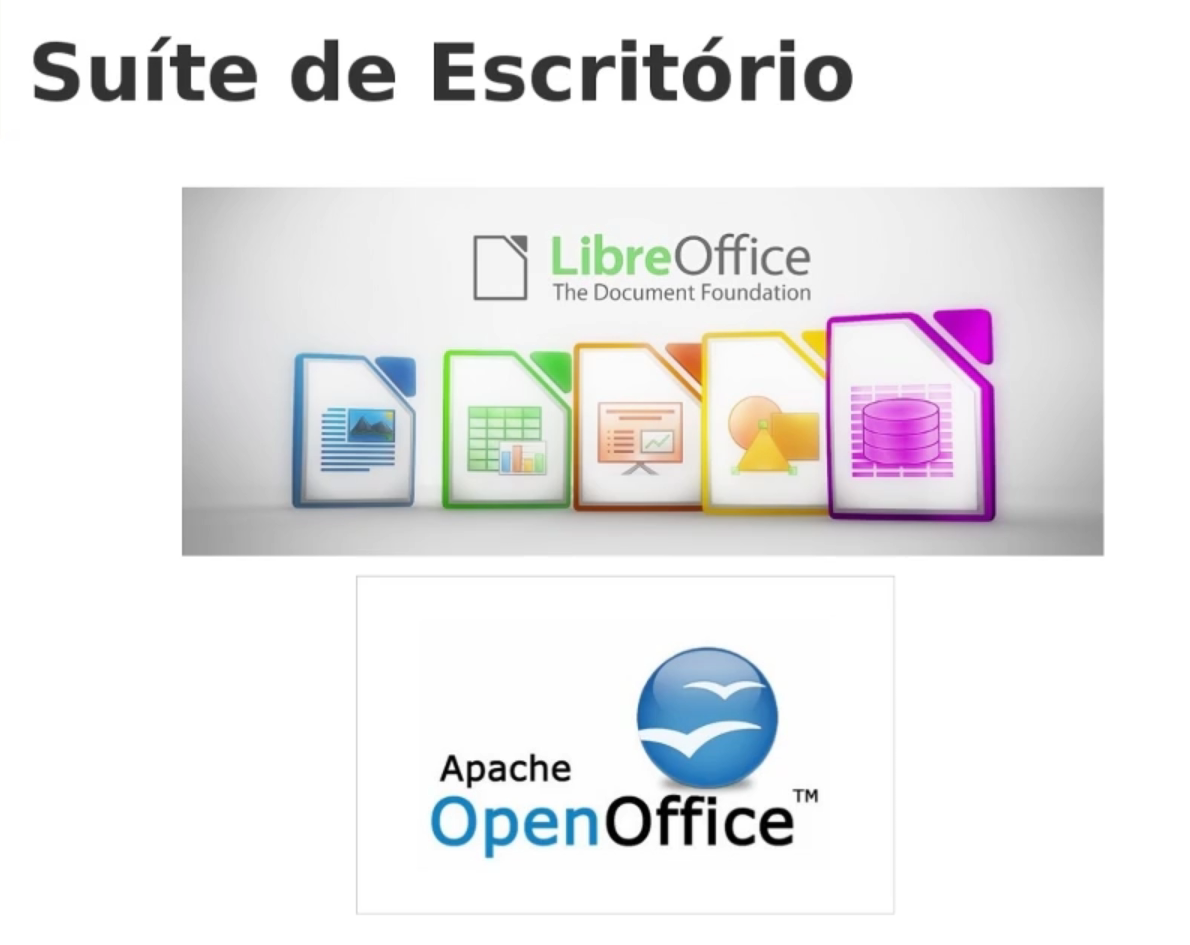 Suíte de Escritório
LibreOffice
The Document Foundation
Apache
OpenOffice™